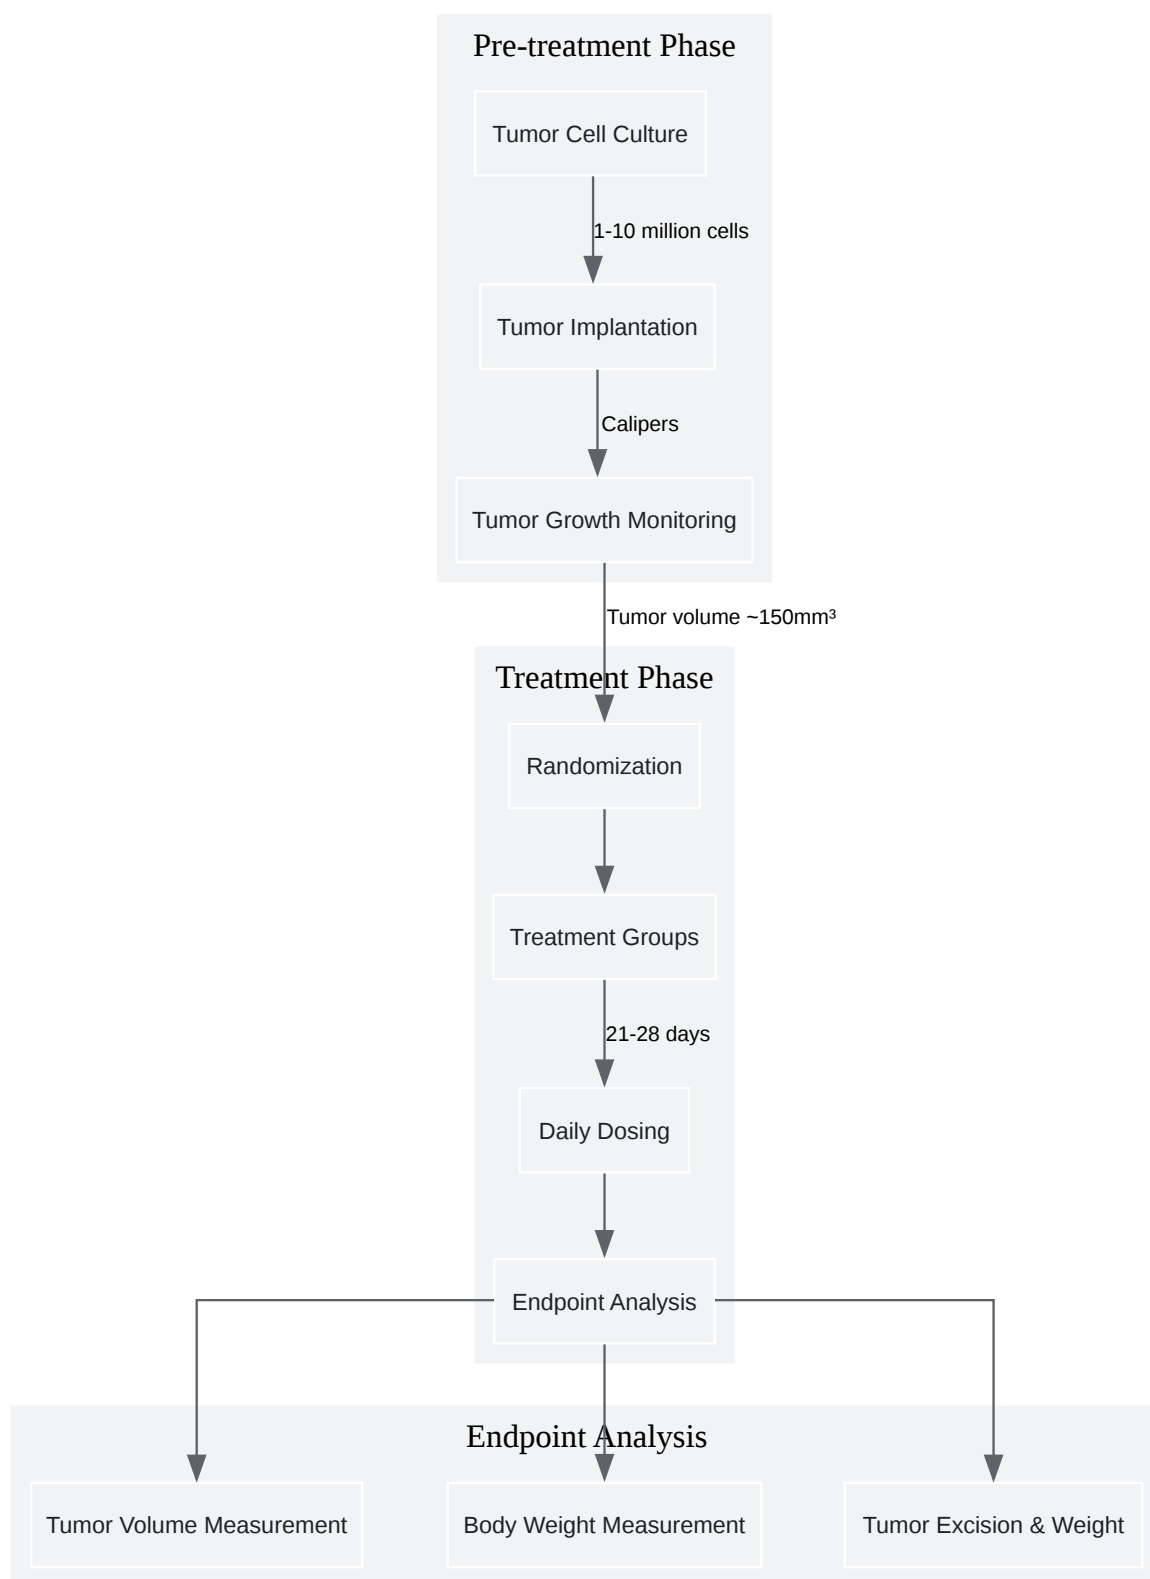 Pre-treatment Phase
Tumor Cell Culture
1-10 million cells
Tumor Implantation
Calipers
Tumor Growth Monitoring
Tumor volume ~150mm³
Treatment Phase
Randomization
Treatment Groups
21-28 days
Daily Dosing
Endpoint Analysis
Endpoint Analysis
Tumor Volume Measurement
Body Weight Measurement
Tumor Excision & Weight